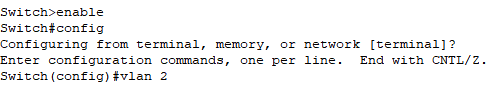 Switch>enable
Switch#config
Configuring from terminal, memory, or network [terminal]?
Enter configuration commands, one per line.  End with CNTL/Z.
Switch(config)#vlan 2